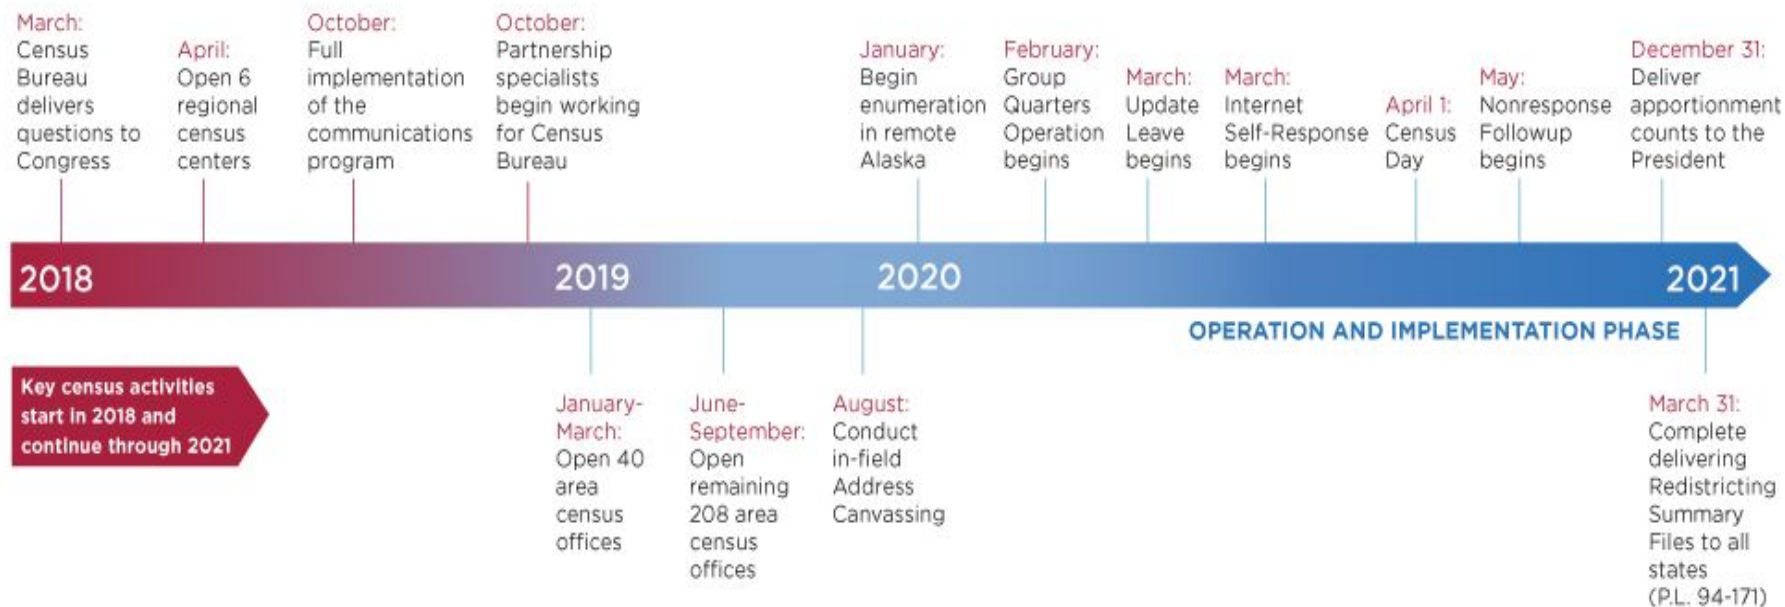 March:
Census
Bureau
delivers
questions to
Congress
April:
Open 6
regional
census
centers
October:
Full
implementation
of the
communications
program
October:
Partnership
specialists
begin working
for Census
Bureau
January:
Begin
enumeration
in remote
Alaska
February:
Group
Quarters
Operation
begins
March:
Update
Leave
begins
March:
Internet
Self-Response
begins
April 1:
Census
Day
May:
Nonresponse
Followup
begins
December 31:
Deliver
apportionment
counts to the
President
2018
2019
2020
2021
OPERATION AND IMPLEMENTATION PHASE
Key census activities
start in 2018 and
continue through 2021
January-
March:
Open 40
area
census
offices
June-
September:
Open
remaining
208 area
census
offices
August:
Conduct
in-field
Address
Canvassing
March 31:
Complete
delivering
Redistricting
Summary
Files to all
states
(P.L. 94-171)